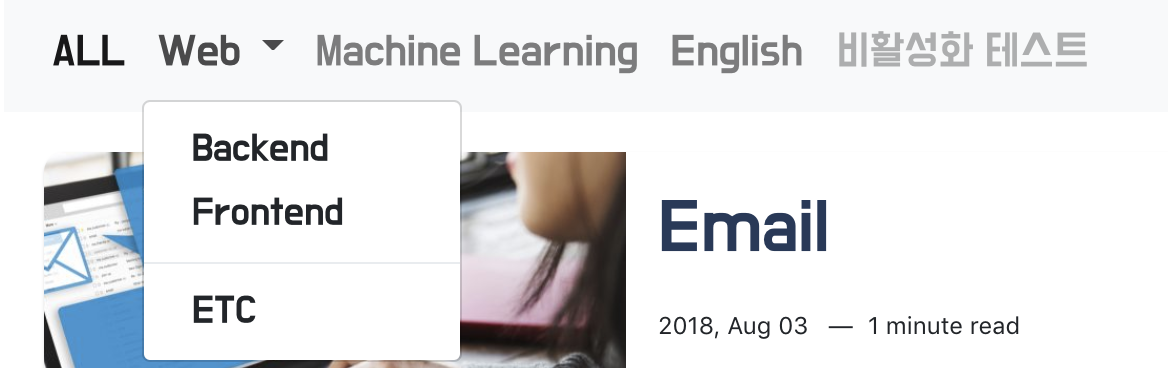 ALL Web Machine Learning English 비활성화 테스트
Backend
Frontend
ETC
Email
2018, Aug 03 — 1 minute read